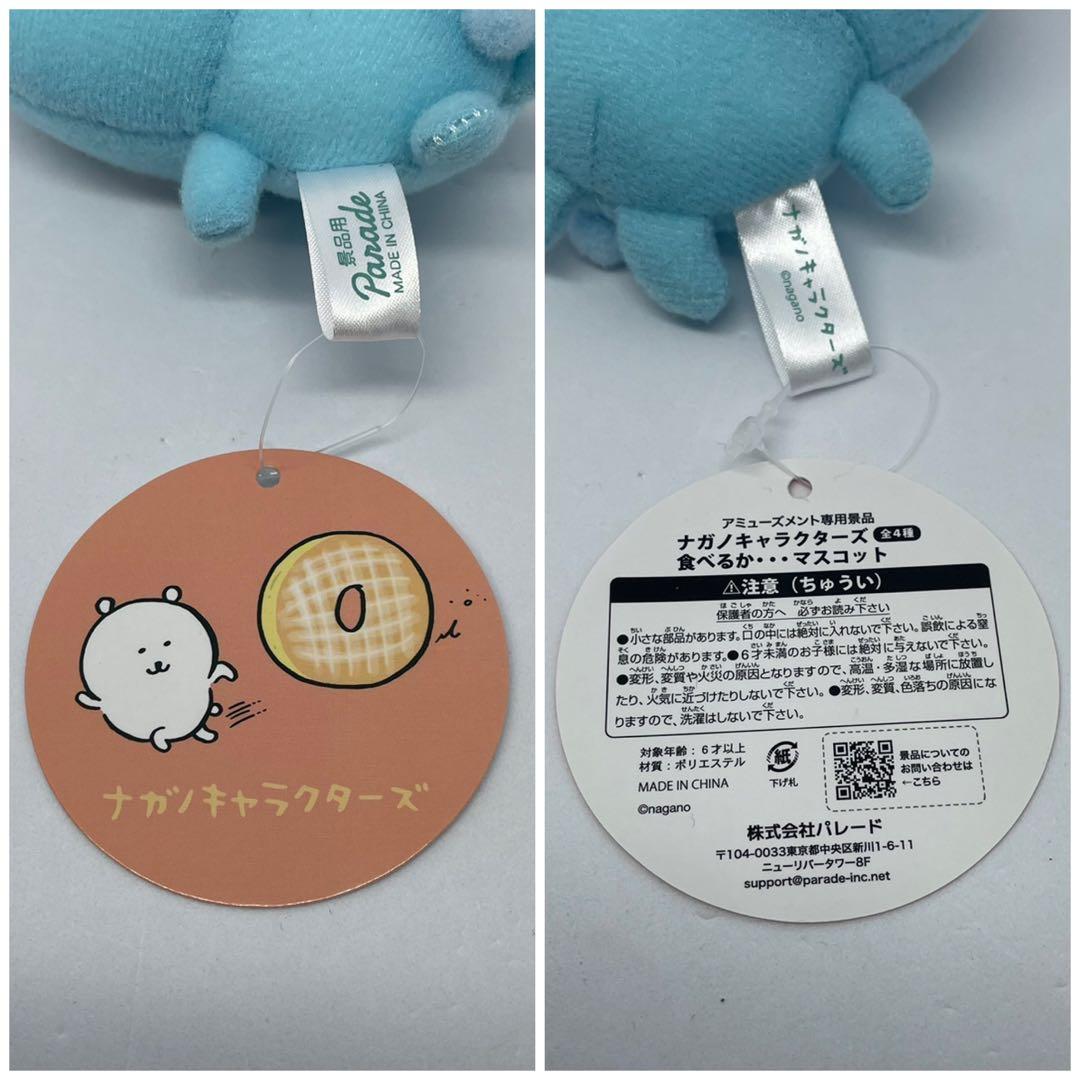 景品用
Parade
MADE IN CHINA
ナガノキャラクターズ
ナガノキャラクターズ
©nagano
アミューズメント専用景品
ナガノキャラクターズ 全4種
食べるか・・・マスコット
⚠注意（ちゅうい）
保護者の方へ 必ずお読み下さい
●小さな部品があります。口の中には絶対に入れないで下さい。誤飲による窒
息の危険があります。●6才未満のお子様には絶対に与えないで下さい。
●変形、変質や火災の原因となりますので、高温・多湿な場所に放置し
たり、火気に近づけたりしないで下さい。●変形、変質、色落ちの原因にな
りますので、洗濯はしないで下さい。
対象年齢：6才以上
材質：ポリエステル
MADE IN CHINA
©nagano
紙
下げ札
景品についての
お問い合わせは
←こちら
株式会社パレード
〒104-0033東京都中央区新川1-6-11
ニューリバータワー8F
support@parade-inc.net